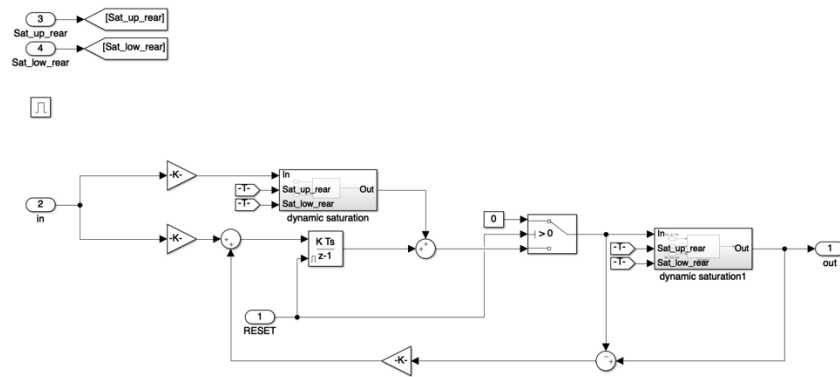 3
Sat_up_rear
[Sat_up_rear]
4
Sat_low_rear
[Sat_low_rear]
2
in
-K-
-K-
In
Sat_up_rear
Sat_low_rear
Out
-T-
-T-
dynamic saturation
K Ts
z-1
1
RESET
0
> 0
In
Sat_up_rear
Sat_low_rear
Out
-T-
-T-
dynamic saturation1
1
out
-K-